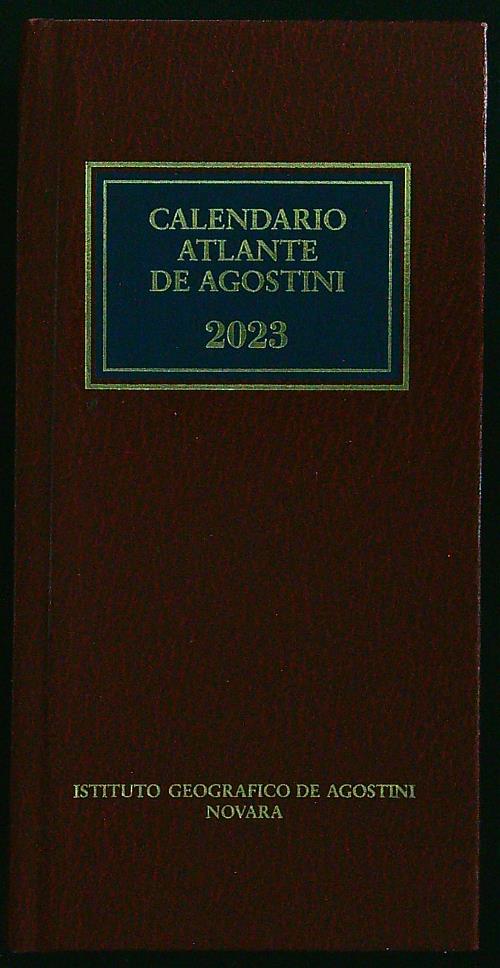 CALENDARIO
ATLANTE
DE AGOSTINI
2023
ISTITUTO GEOGRAFICO DE AGOSTINI
NOVARA